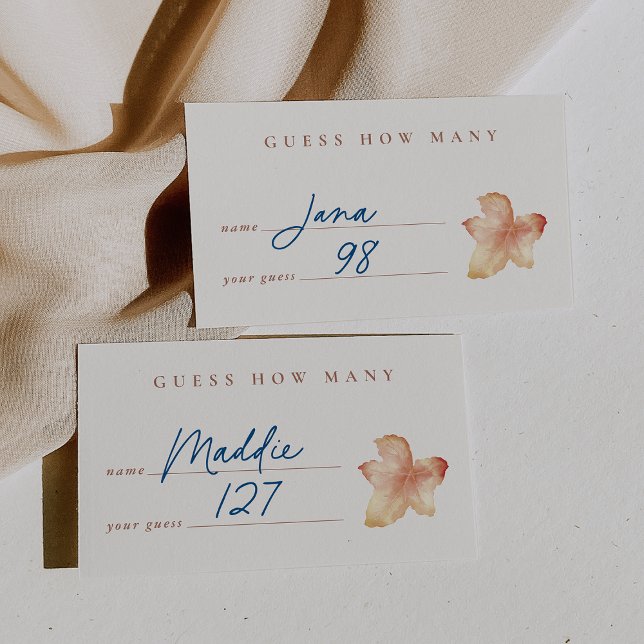 GUESS HOW MANY
name Jana
your guess 98
GUESS HOW MANY
name Maddie
your guess 127